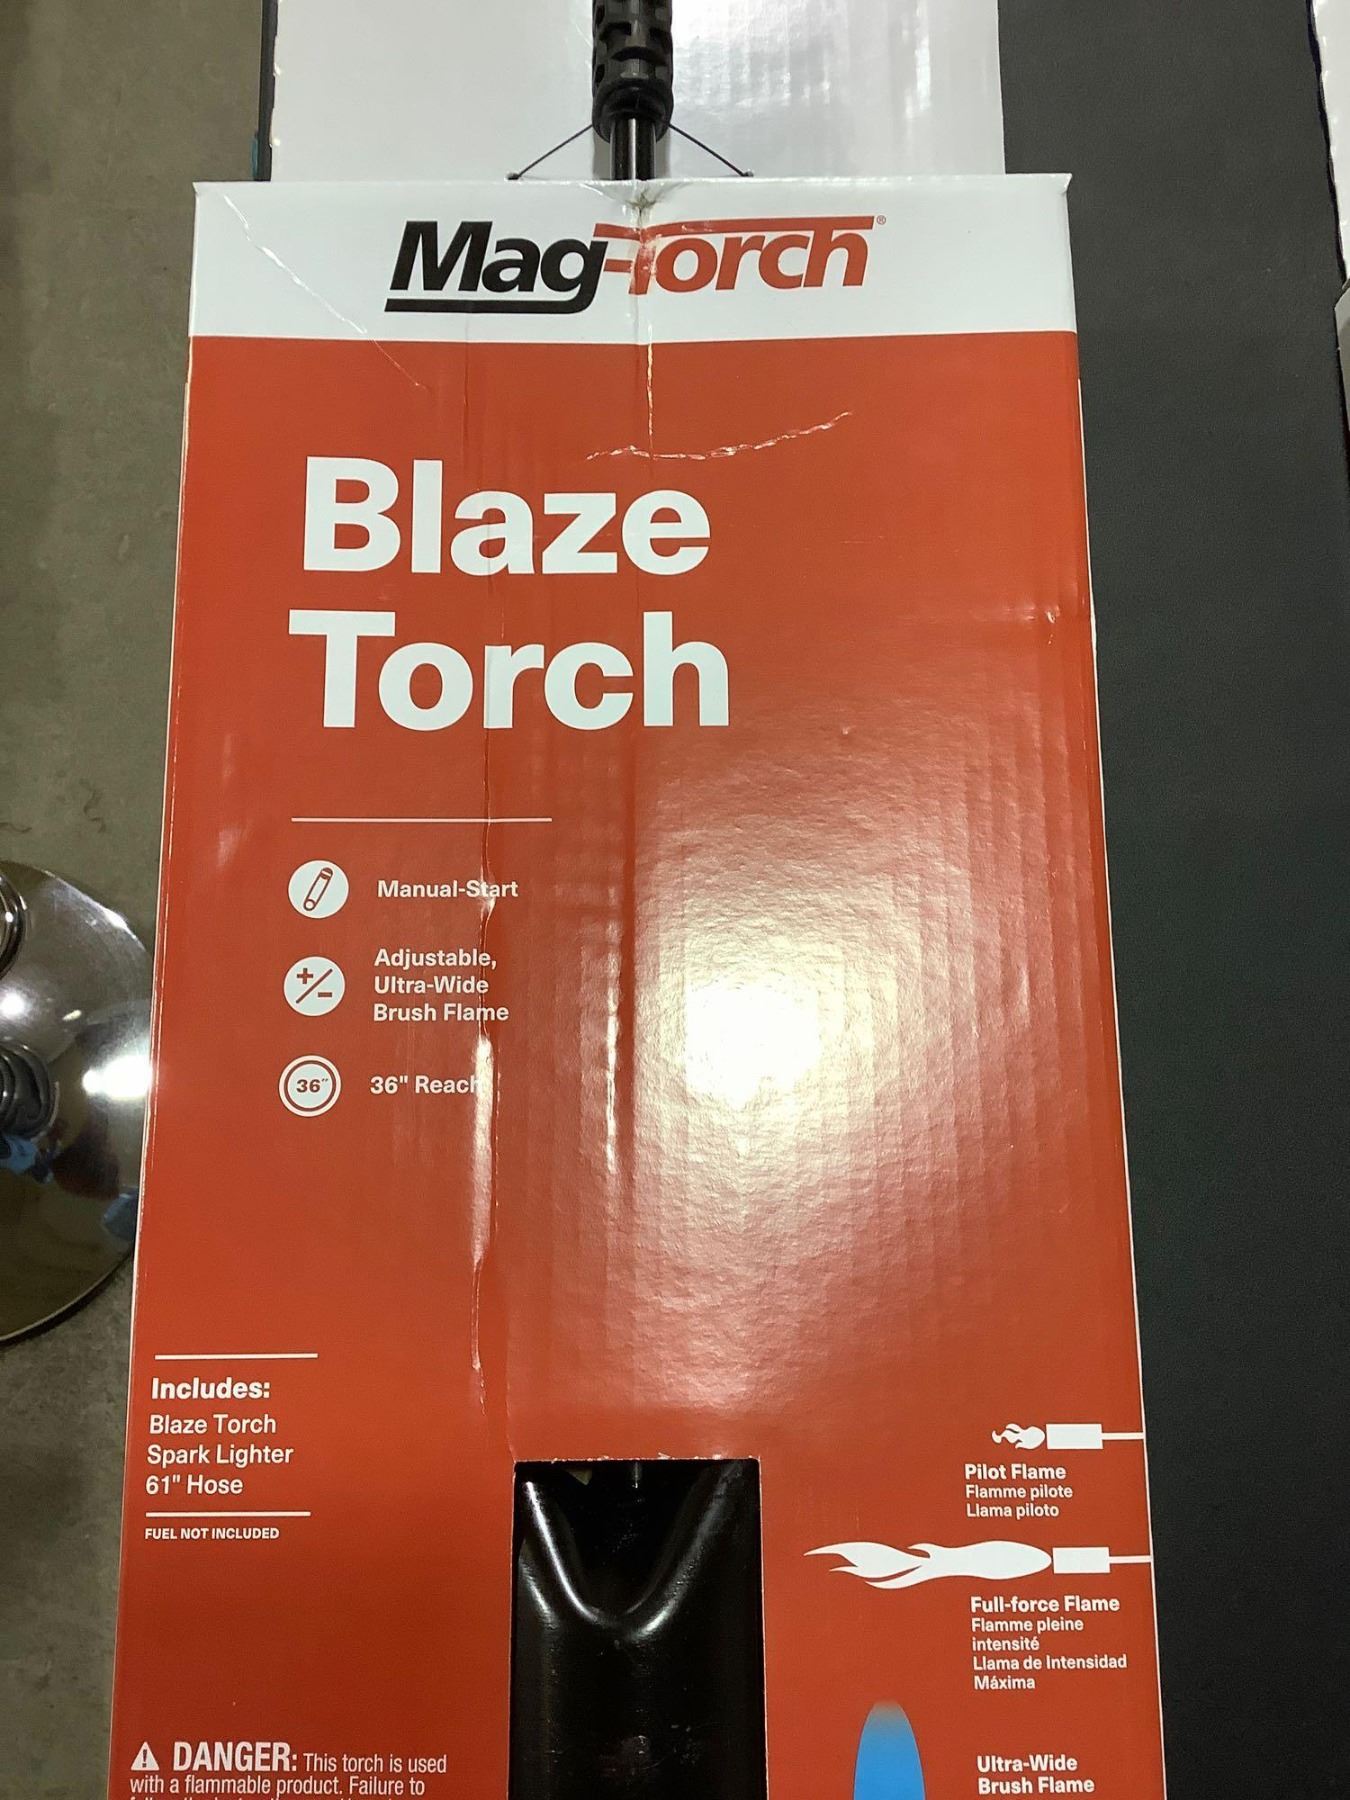 Mag-Torch®
Blaze
Torch
Manual-Start
Adjustable,
Ultra-Wide
Brush Flame
36"
36" Reach
Includes:
Blaze Torch
Spark Lighter
61" Hose
FUEL NOT INCLUDED
Pilot Flame
Flamme pilote
Llama piloto
Full-force Flame
Flamme pleine
intensité
Llama de Intensidad
Máxima
Ultra-Wide
Brush Flame
DANGER: This torch is used
with a flammable product. Failure to